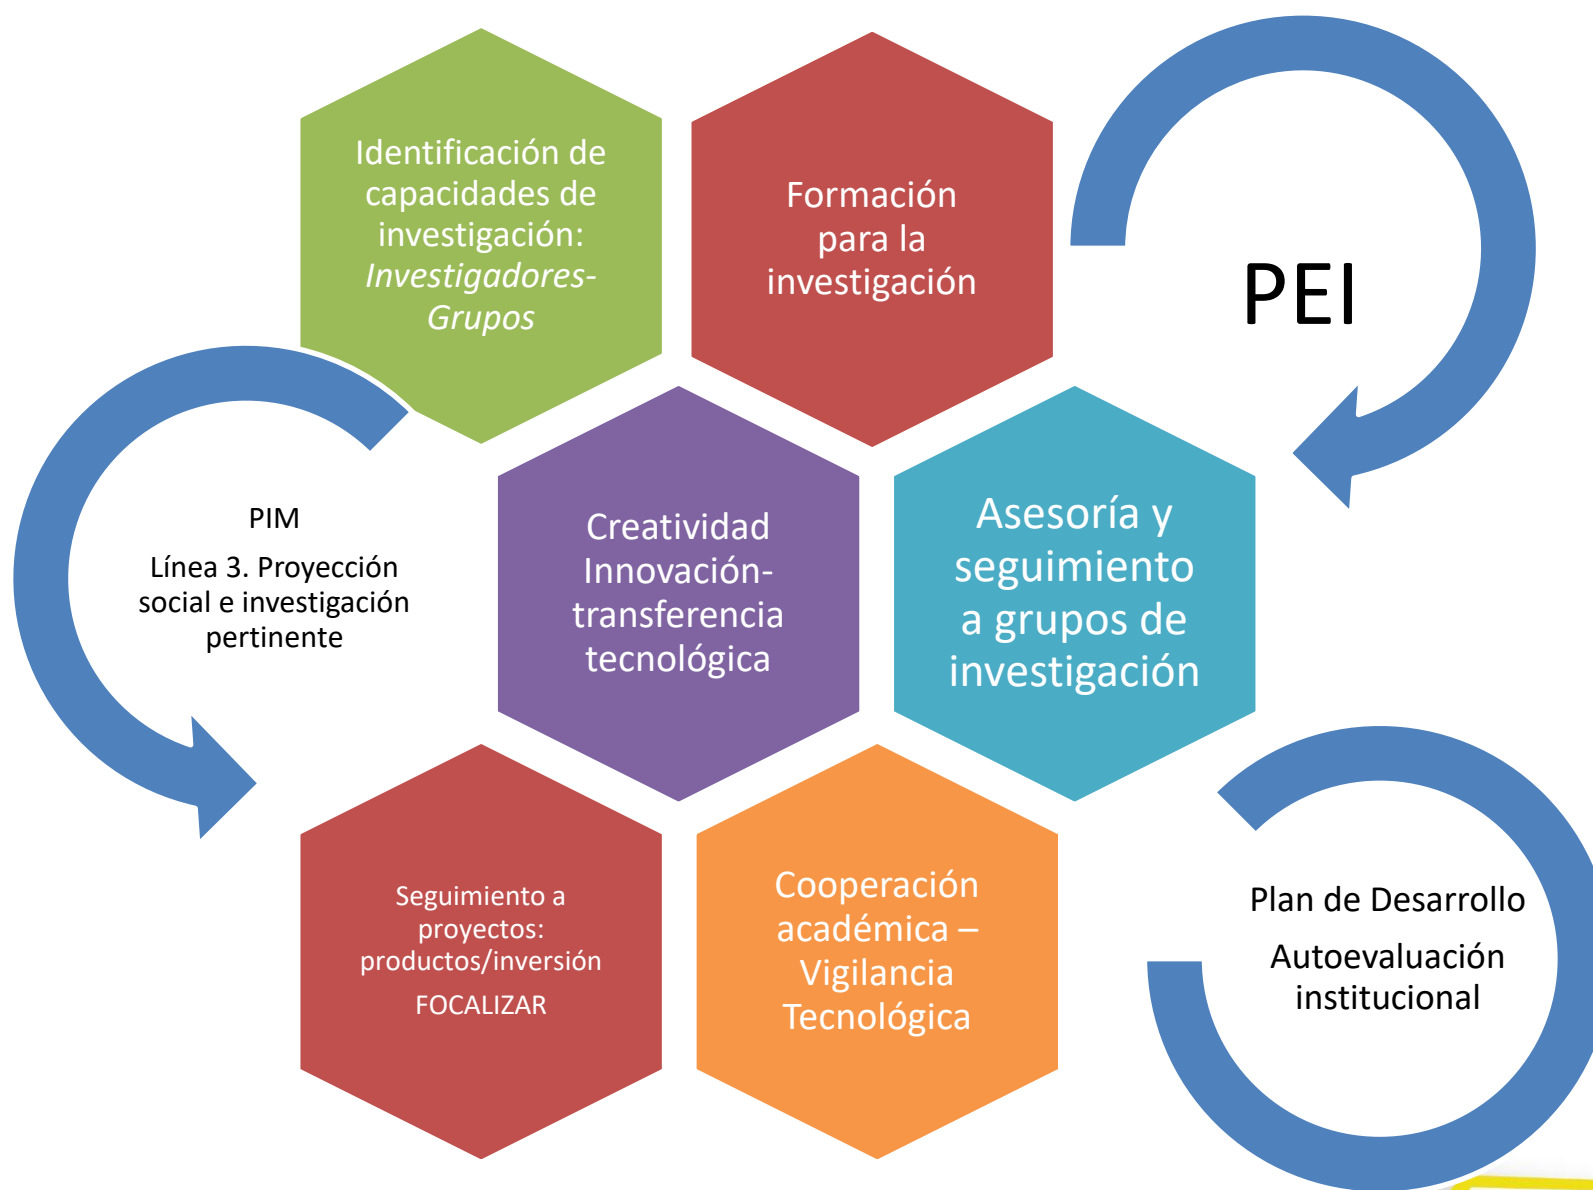 Identificación de
capacidades de
investigación:
Investigadores-
Grupos
Formación
para la
investigación
PEI
PIM
Línea 3. Proyección
social e investigación
pertinente
Creatividad
Innovación-
transferencia
tecnológica
Asesoría y
seguimiento
a grupos de
investigación
Seguimiento a
proyectos:
productos/inversión
FOCALIZAR
Cooperación
académica –
Vigilancia
Tecnológica
Plan de Desarrollo
Autoevaluación
institucional